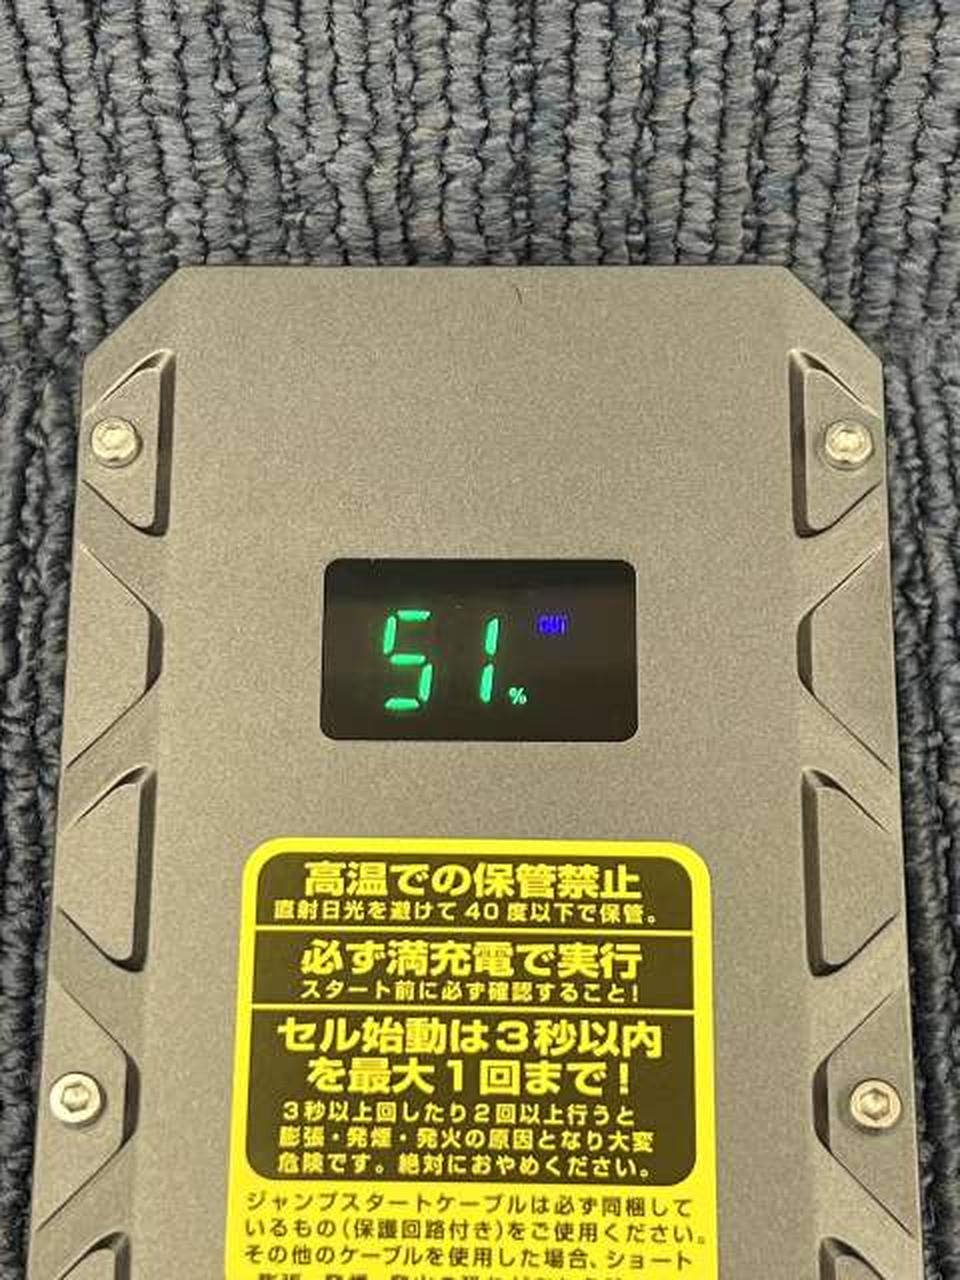 51% OUT
高温での保管禁止
直射日光を避けて40度以下で保管。
必ず満充電で実行
スタート前に必ず確認すること!
セル始動は3秒以内
を最大1回まで!
3秒以上回したり2回以上行うと
膨張・発煙・発火の原因となり大変
危険です。絶対におやめください。
ジャンプスタートケーブルは必ず同梱して
いるもの(保護回路付き)をご使用ください。
その他のケーブルを使用した場合、ショート